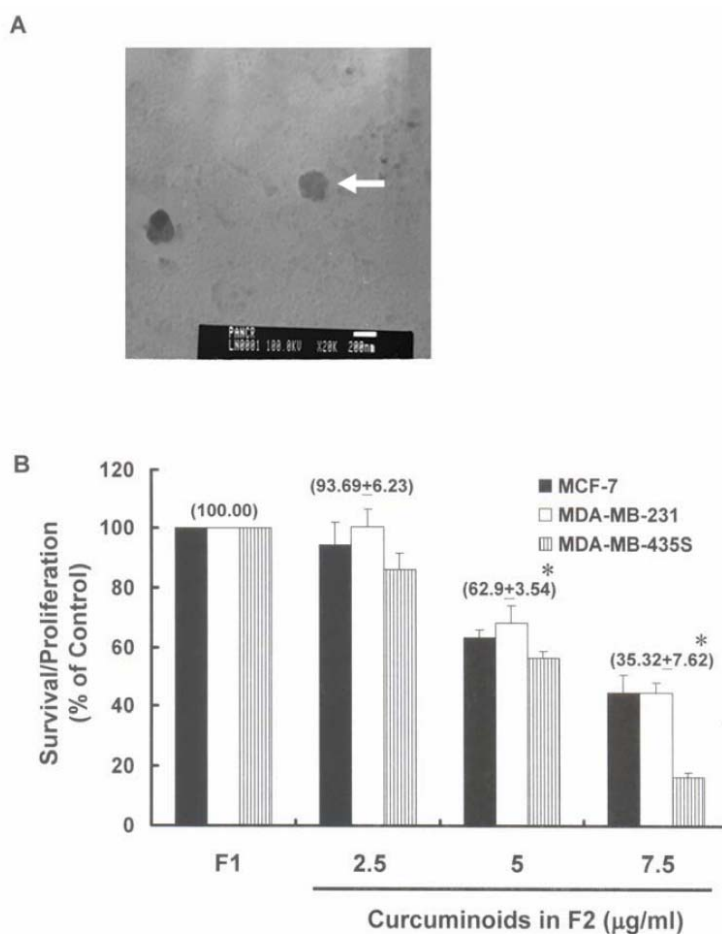 A
PANCR
LN0001 100.0KV X20K 200nm
B
120
100
80
60
40
20
0
Survival/Proliferation
(% of Control)
(100.00)
(93.69+6.23)
(62.9+3.54)
*
(35.32+7.62)
*
MCF-7
MDA-MB-231
MDA-MB-435S
F1
2.5
5
7.5
Curcuminoids in F2 (µg/ml)